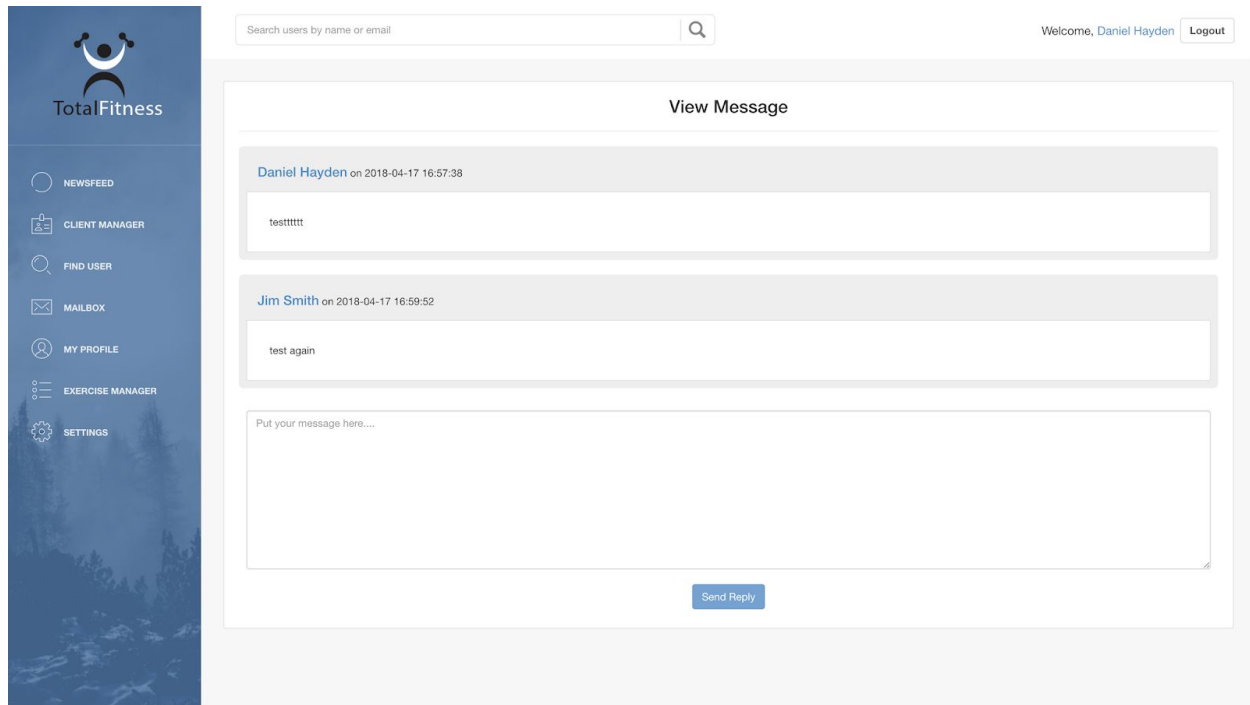 Search users by name or email
Welcome, Daniel Hayden Logout
TotalFitness
NEWSFEED
CLIENT MANAGER
FIND USER
MAILBOX
MY PROFILE
EXERCISE MANAGER
SETTINGS
View Message
Daniel Hayden on 2018-04-17 16:57:38
testttttt
Jim Smith on 2018-04-17 16:59:52
test again
Put your message here....
Send Reply